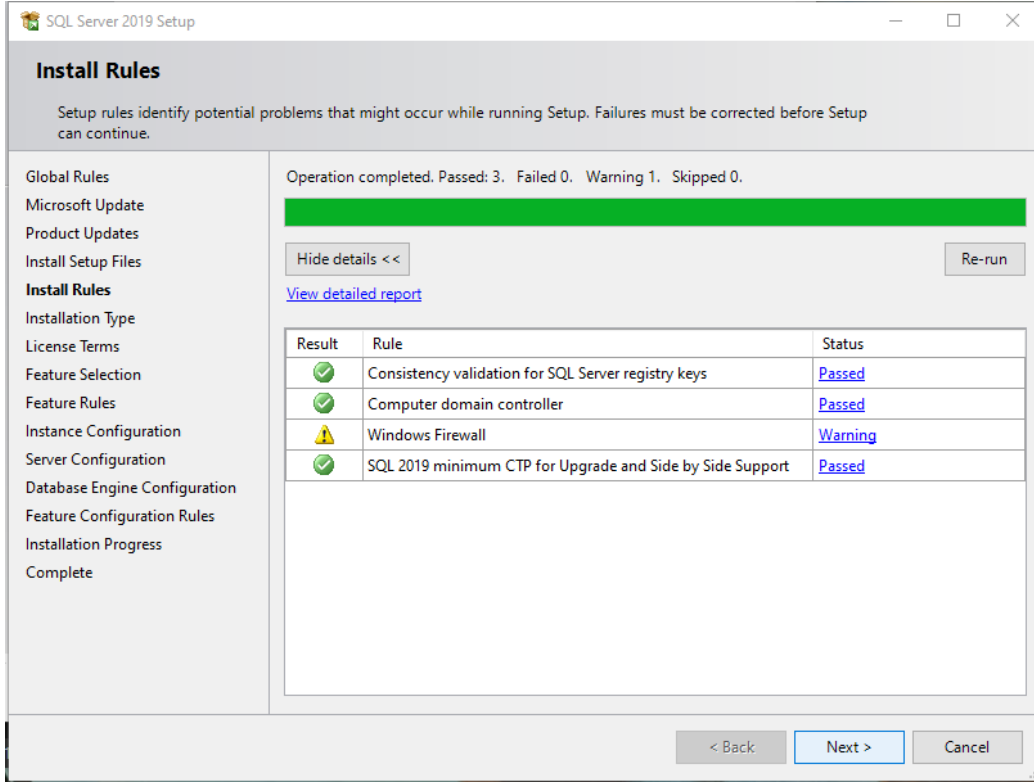 SQL Server 2019 Setup
Install Rules
Setup rules identify potential problems that might occur while running Setup. Failures must be corrected before Setup
can continue.
Global Rules
Microsoft Update
Product Updates
Install Setup Files
Install Rules
Installation Type
License Terms
Feature Selection
Feature Rules
Instance Configuration
Server Configuration
Database Engine Configuration
Feature Configuration Rules
Installation Progress
Complete
Operation completed. Passed: 3. Failed 0. Warning 1. Skipped 0.
Hide details <<
Re-run
View detailed report
Result Rule Status
Consistency validation for SQL Server registry keys Passed
Computer domain controller Passed
Windows Firewall Warning
SQL 2019 minimum CTP for Upgrade and Side by Side Support Passed
< Back Next > Cancel